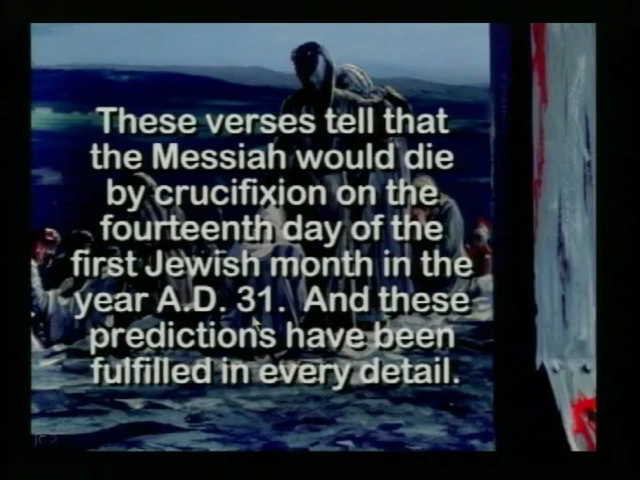 These verses tell that
the Messiah would die
by crucifixion on the
fourteenth day of the
first Jewish month in the
year A.D. 31. And these
predictions have been
fulfilled in every detail.